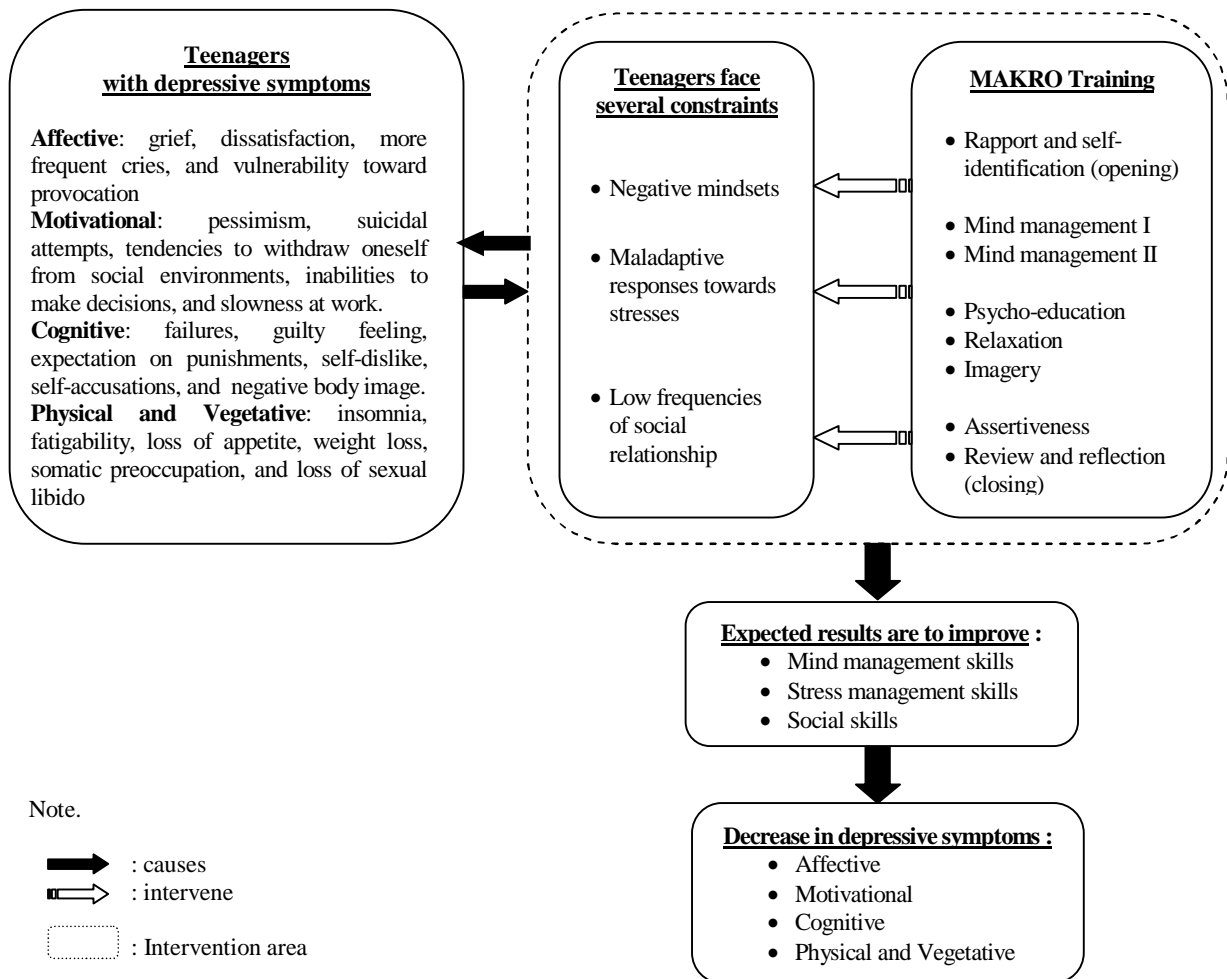 Teenagers
with depressive symptoms
Affective: grief, dissatisfaction, more
frequent cries, and vulnerability toward
provocation
Motivational: pessimism, suicidal
attempts, tendencies to withdraw oneself
from social environments, inabilities to
make decisions, and slowness at work.
Cognitive: failures, guilty feeling,
expectation on punishments, self-dislike,
self-accusations, and negative body image.
Physical and Vegetative: insomnia,
fatigability, loss of appetite, weight loss,
somatic preoccupation, and loss of sexual
libido
Teenagers face
several constraints
• Negative mindsets
• Maladaptive
responses towards
stresses
• Low frequencies
of social
relationship
MAKRO Training
• Rapport and self-
identification (opening)
• Mind management I
• Mind management II
• Psycho-education
• Relaxation
• Imagery
• Assertiveness
• Review and reflection
(closing)
Expected results are to improve :
• Mind management skills
• Stress management skills
• Social skills
Decrease in depressive symptoms :
• Affective
• Motivational
• Cognitive
• Physical and Vegetative
Note.
: causes
: intervene
: Intervention area